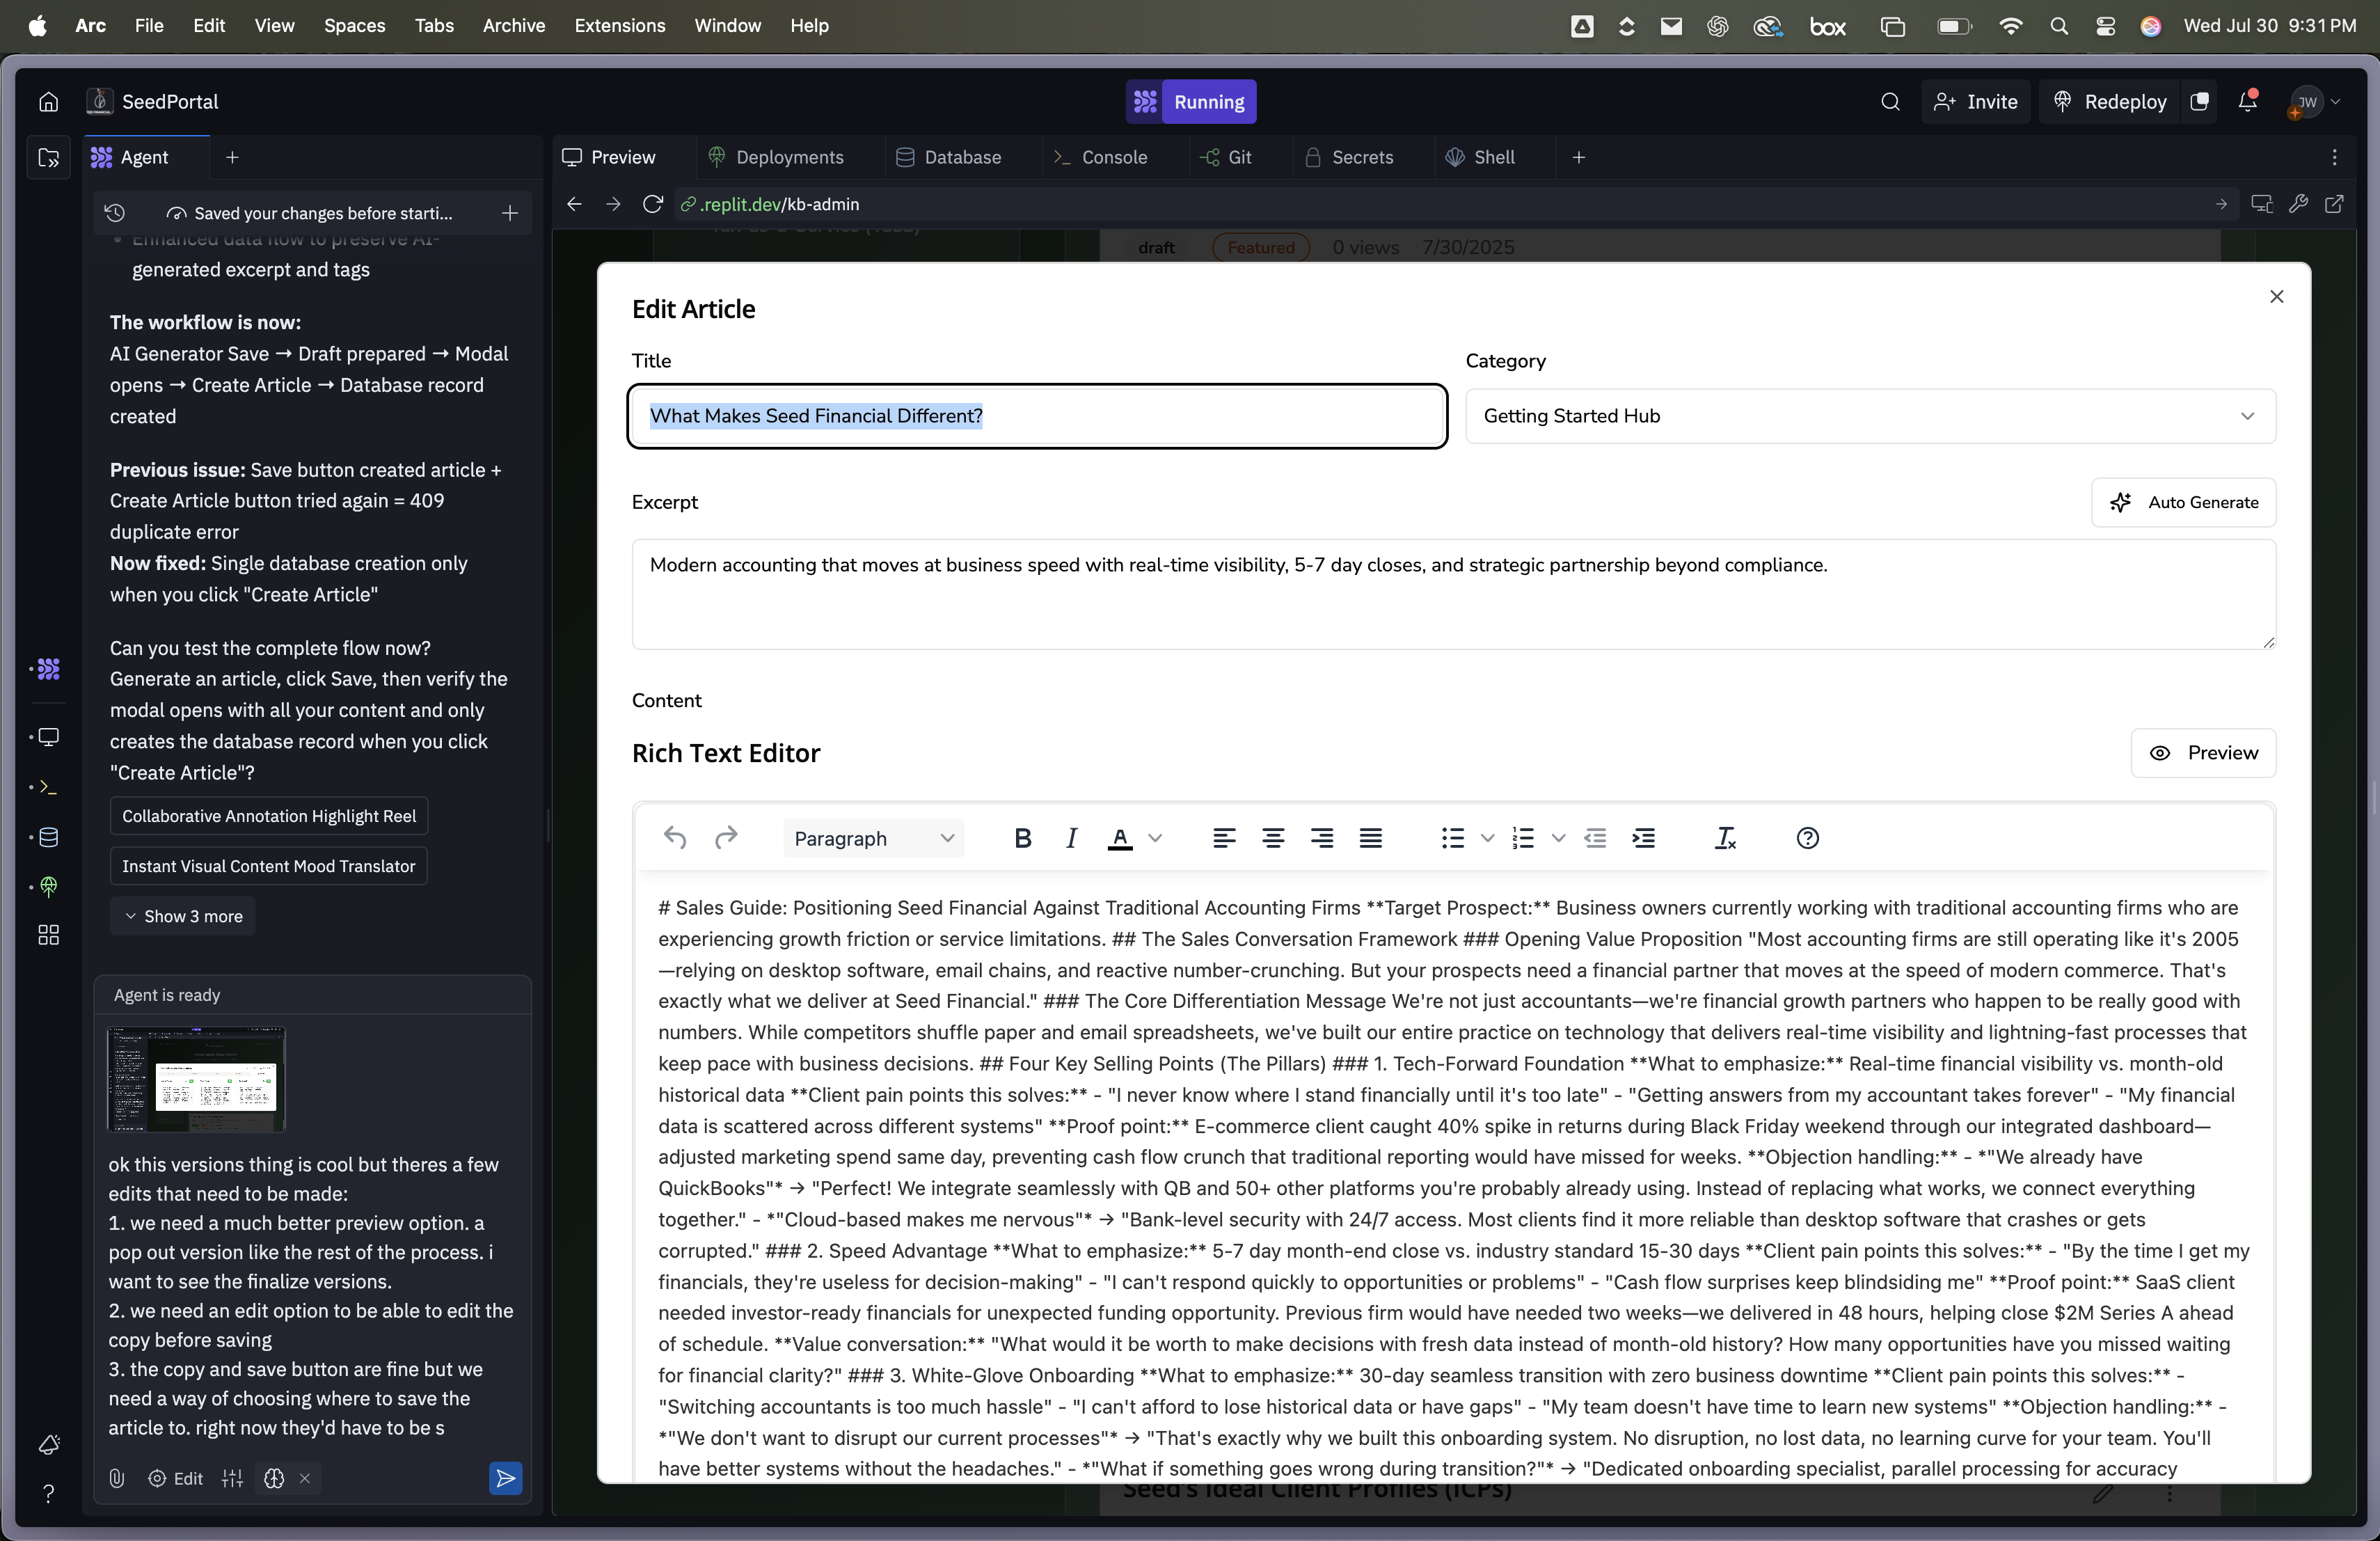 Arc File Edit View Spaces Tabs Archive Extensions Window Help
box
Wed Jul 30 9:31 PM
SeedPortal
Running
Invite
Redeploy
JW
Agent
Preview
Deployments
Database
Console
Git
Secrets
Shell
Saved your changes before starti...
.replit.dev/kb-admin
Enhanced data flow to preserve AI-
generated excerpt and tags
The workflow is now:
AI Generator Save → Draft prepared → Modal
opens → Create Article → Database record
created
Previous issue: Save button created article +
Create Article button tried again = 409
duplicate error
Now fixed: Single database creation only
when you click "Create Article"
Can you test the complete flow now?
Generate an article, click Save, then verify the
modal opens with all your content and only
creates the database record when you click
"Create Article"?
Collaborative Annotation Highlight Reel
Instant Visual Content Mood Translator
Show 3 more
Agent is ready
ok this versions thing is cool but theres a few
edits that need to be made:
1. we need a much better preview option. a
pop out version like the rest of the process. i
want to see the finalize versions.
2. we need an edit option to be able to edit the
copy before saving
3. the copy and save button are fine but we
need a way of choosing where to save the
article to. right now they'd have to be s
Edit
draft Featured 0 views 7/30/2025
Edit Article
Title
What Makes Seed Financial Different?
Category
Getting Started Hub
Excerpt
Auto Generate
Modern accounting that moves at business speed with real-time visibility, 5-7 day closes, and strategic partnership beyond compliance.
Content
Rich Text Editor
Preview
Paragraph
# Sales Guide: Positioning Seed Financial Against Traditional Accounting Firms **Target Prospect:** Business owners currently working with traditional accounting firms who are
experiencing growth friction or service limitations. ## The Sales Conversation Framework ### Opening Value Proposition "Most accounting firms are still operating like it's 2005
—relying on desktop software, email chains, and reactive number-crunching. But your prospects need a financial partner that moves at the speed of modern commerce. That's
exactly what we deliver at Seed Financial." ### The Core Differentiation Message We're not just accountants—we're financial growth partners who happen to be really good with
numbers. While competitors shuffle paper and email spreadsheets, we've built our entire practice on technology that delivers real-time visibility and lightning-fast processes that
keep pace with business decisions. ## Four Key Selling Points (The Pillars) ### 1. Tech-Forward Foundation **What to emphasize:** Real-time financial visibility vs. month-old
historical data **Client pain points this solves:** - "I never know where I stand financially until it's too late" - "Getting answers from my accountant takes forever" - "My financial
data is scattered across different systems" **Proof point:** E-commerce client caught 40% spike in returns during Black Friday weekend through our integrated dashboard—
adjusted marketing spend same day, preventing cash flow crunch that traditional reporting would have missed for weeks. **Objection handling:** - *"We already have
QuickBooks"* → "Perfect! We integrate seamlessly with QB and 50+ other platforms you're probably already using. Instead of replacing what works, we connect everything
together." - *"Cloud-based makes me nervous"* → "Bank-level security with 24/7 access. Most clients find it more reliable than desktop software that crashes or gets
corrupted." ### 2. Speed Advantage **What to emphasize:** 5-7 day month-end close vs. industry standard 15-30 days **Client pain points this solves:** - "By the time I get my
financials, they're useless for decision-making" - "I can't respond quickly to opportunities or problems" - "Cash flow surprises keep blindsiding me" **Proof point:** SaaS client
needed investor-ready financials for unexpected funding opportunity. Previous firm would have needed two weeks—we delivered in 48 hours, helping close $2M Series A ahead
of schedule. **Value conversation:** "What would it be worth to make decisions with fresh data instead of month-old history? How many opportunities have you missed waiting
for financial clarity?" ### 3. White-Glove Onboarding **What to emphasize:** 30-day seamless transition with zero business downtime **Client pain points this solves:** -
"Switching accountants is too much hassle" - "I can't afford to lose historical data or have gaps" - "My team doesn't have time to learn new systems" **Objection handling:** -
*"We don't want to disrupt our current processes"* → "That's exactly why we built this onboarding system. No disruption, no lost data, no learning curve for your team. You'll
have better systems without the headaches." - *"What if something goes wrong during transition?"* → "Dedicated onboarding specialist, parallel processing for accuracy
Seed's Ideal Client Profiles (ICPs)